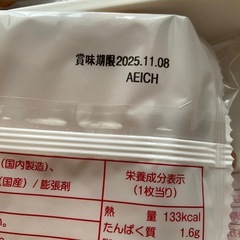 賞味期限2025.11.08
AEICH
(国内製造)、
(国産)/膨張剤
栄養成分表示
(1枚当り)
熱 量 133kcal
たんぱく質 1.6g